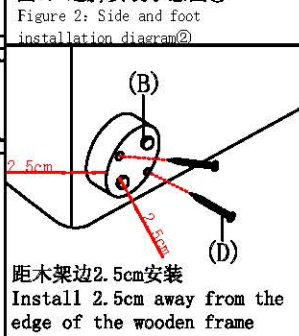 Figure 2: Side and foot
installation diagram②
(B)
2.5cm
2.5cm
(D)
距木架边2.5cm安装
Install 2.5cm away from the
edge of the wooden frame